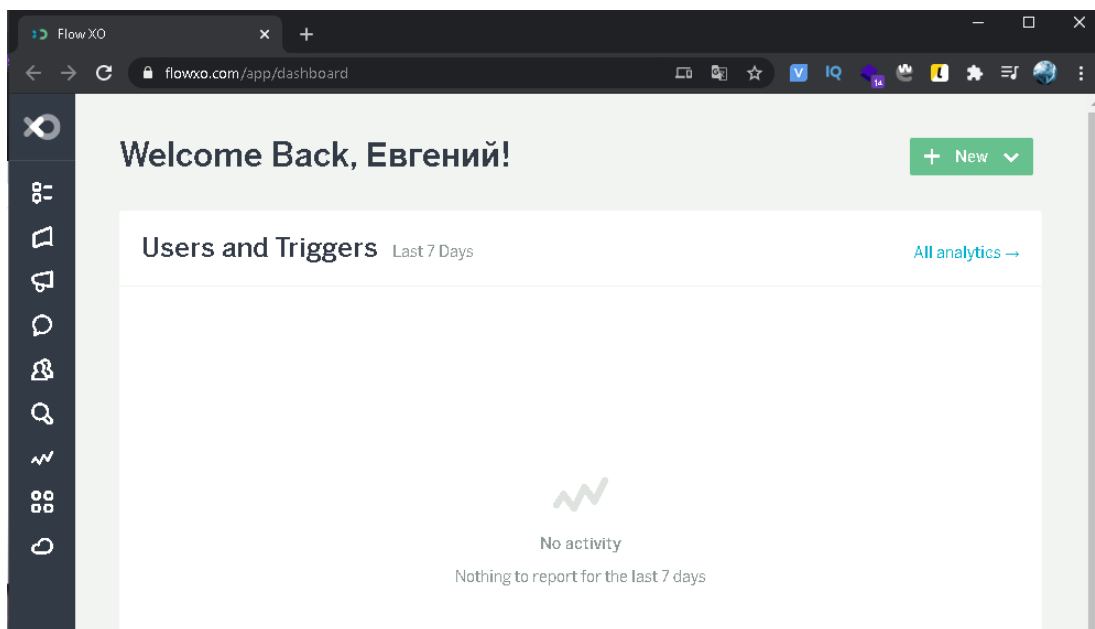 Flow XO
flowxo.com/app/dashboard
V IQ 14 L
XO
Welcome Back, Евгений!
+ New
Users and Triggers Last 7 Days
All analytics →
No activity
Nothing to report for the last 7 days